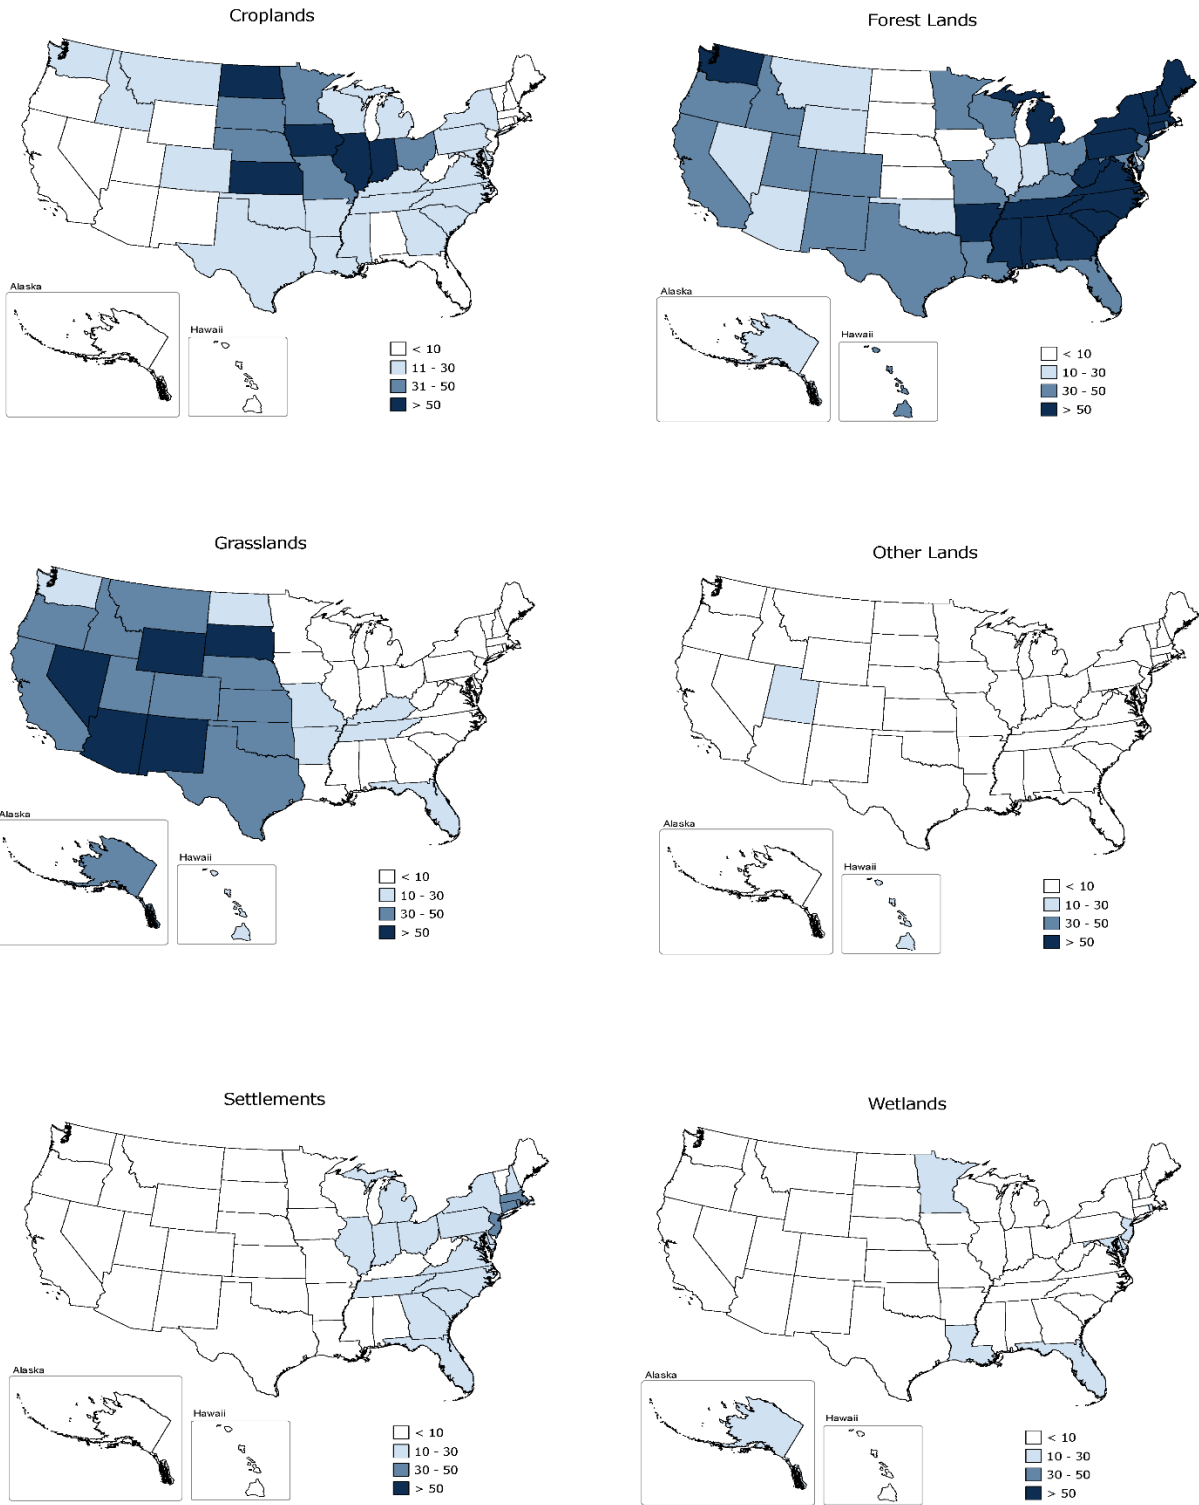 Croplands
Alaska
Hawaii
< 10
11 - 30
31 - 50
> 50
Forest Lands
Alaska
Hawaii
< 10
10 - 30
30 - 50
> 50
Grasslands
Alaska
Hawaii
< 10
10 - 30
30 - 50
> 50
Other Lands
Alaska
Hawaii
< 10
10 - 30
30 - 50
> 50
Settlements
Alaska
Hawaii
< 10
10 - 30
30 - 50
> 50
Wetlands
Alaska
Hawaii
< 10
10 - 30
30 - 50
> 50